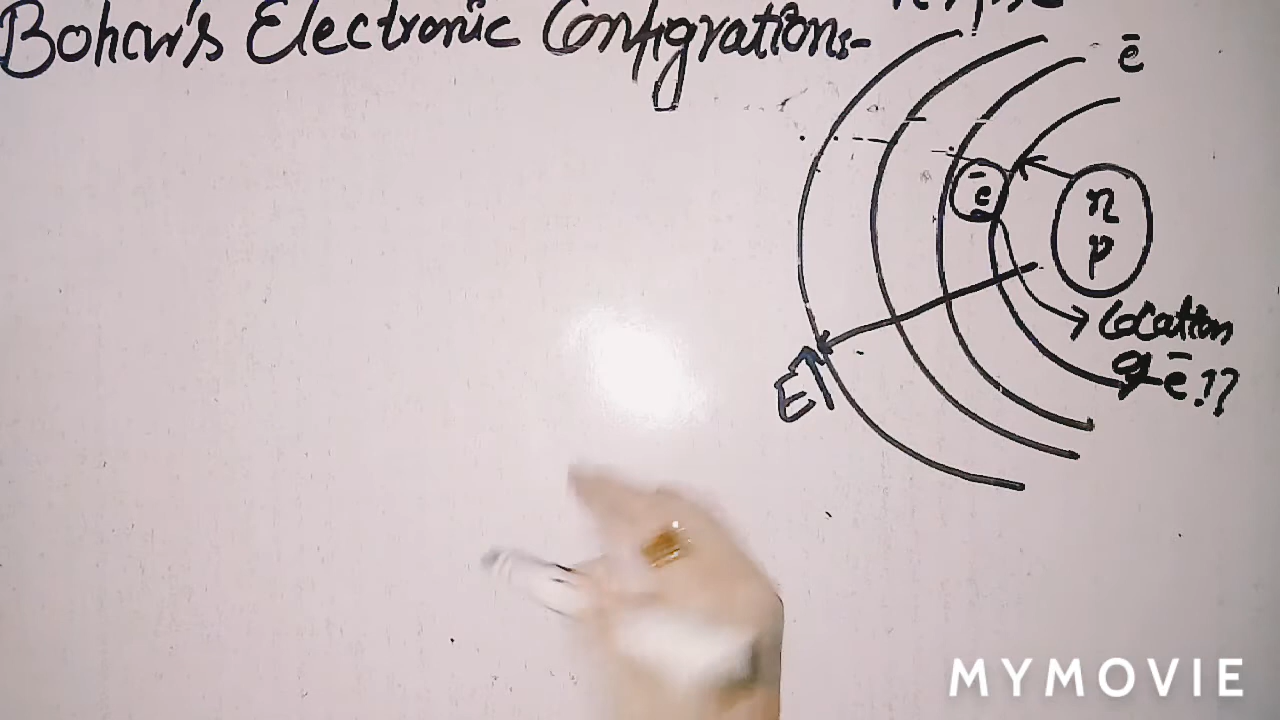 Bohar's Electronic Configrations:-
ē
ē
n
p
E↑
Location
of ē!?
MYMOVIE